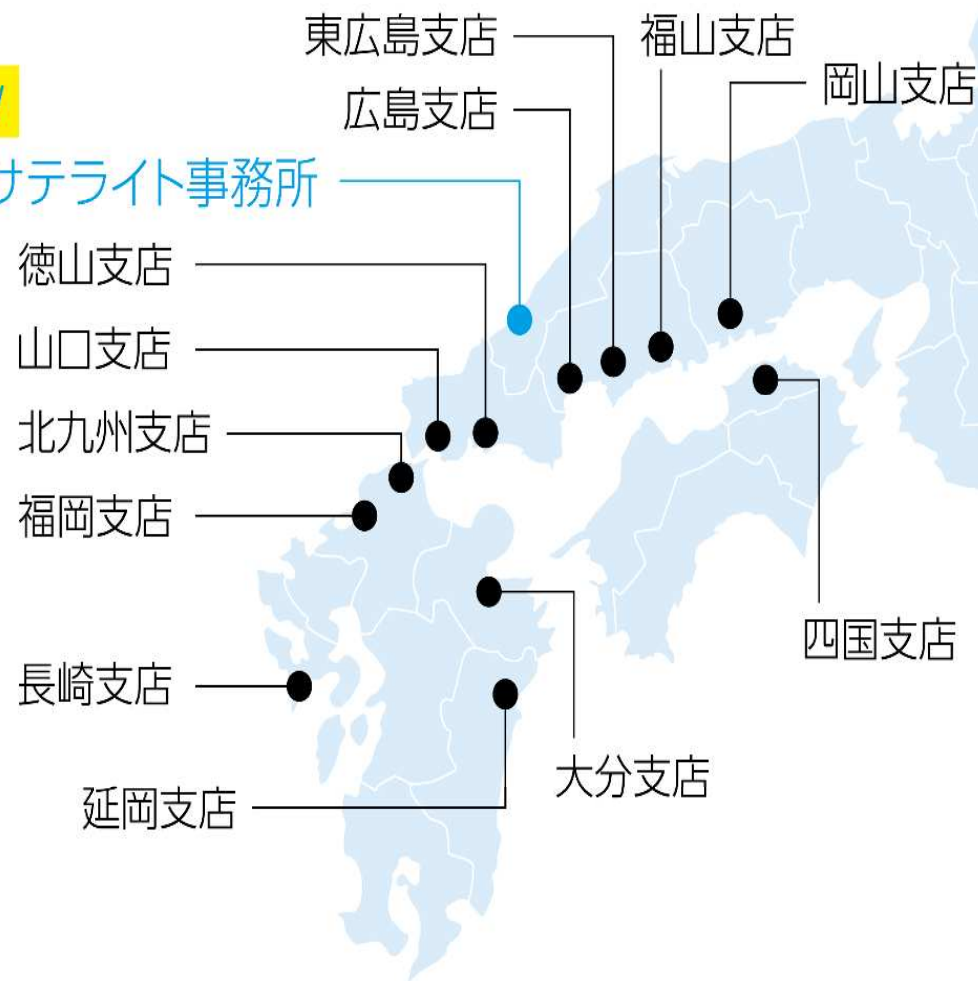 東広島支店
福山支店
岡山支店
広島支店
サテライト事務所
徳山支店
山口支店
北九州支店
福岡支店
四国支店
長崎支店
大分支店
延岡支店